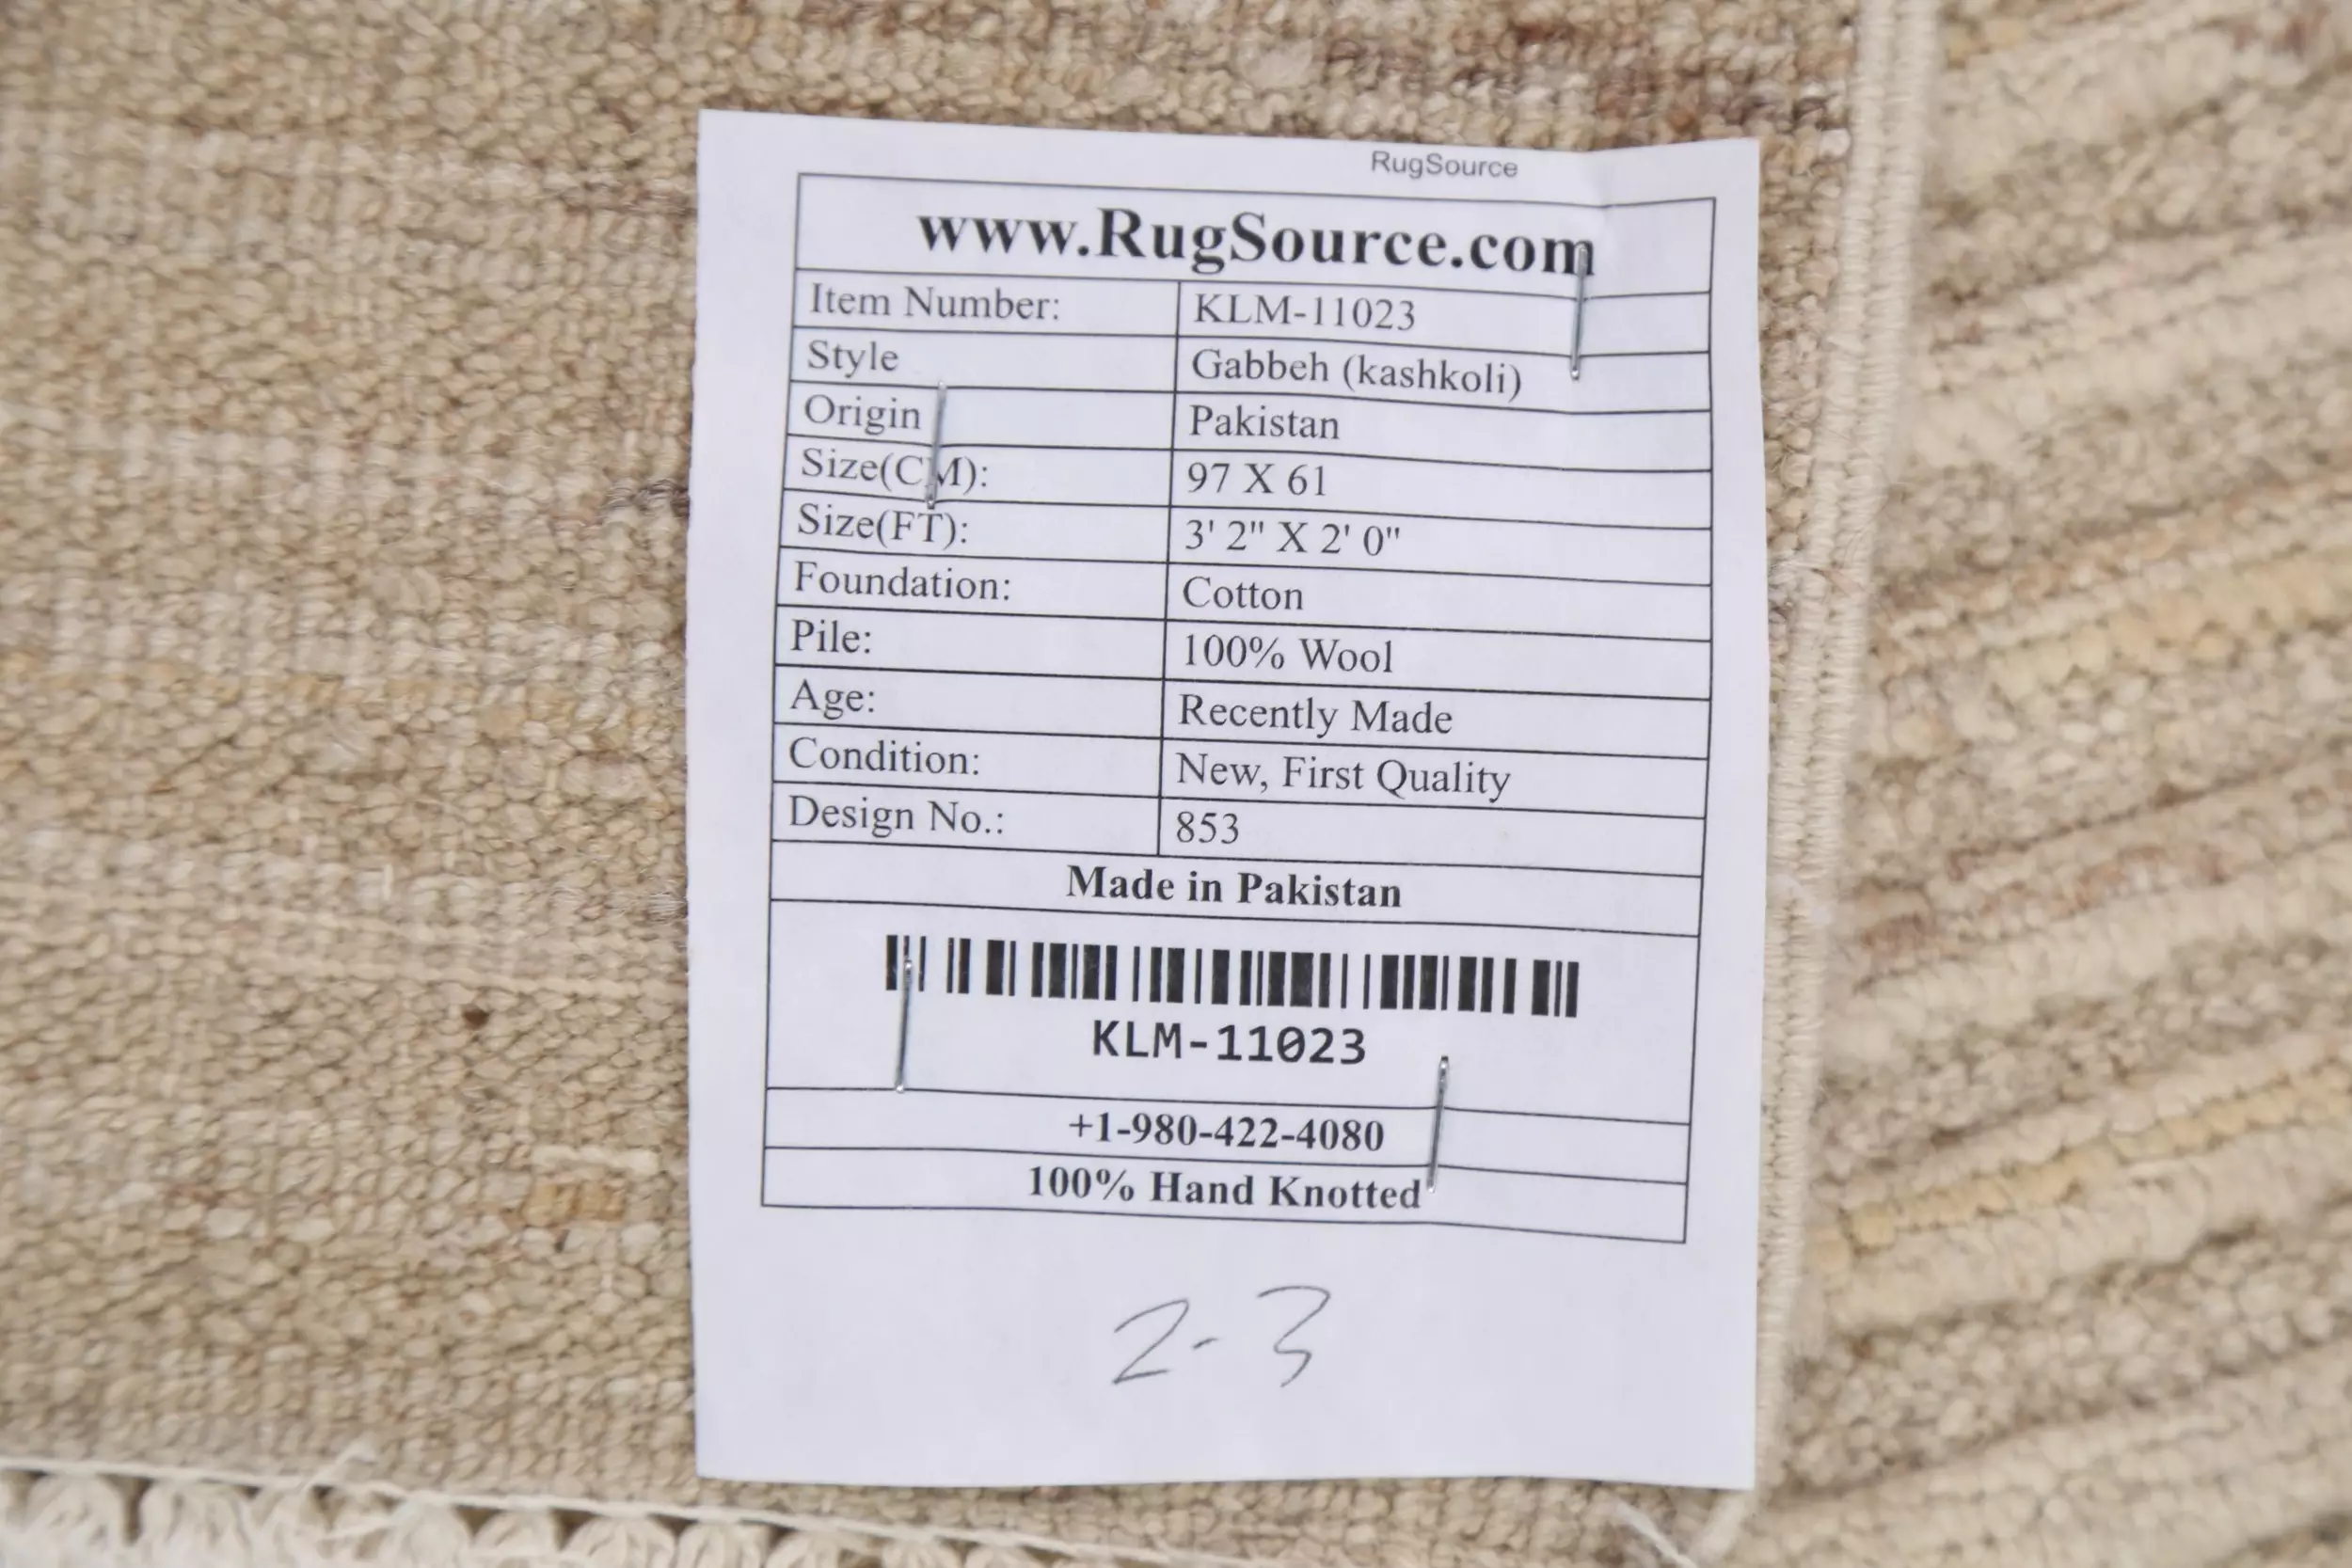 RugSource
www.RugSource.com
Item Number: KLM-11023
Style Gabbeh (kashkoli)
Origin Pakistan
Size(CM): 97 X 61
Size(FT): 3' 2" X 2' 0"
Foundation: Cotton
Pile: 100% Wool
Age: Recently Made
Condition: New, First Quality
Design No.: 853
Made in Pakistan
KLM-11023
+1-980-422-4080
100% Hand Knotted
2-3